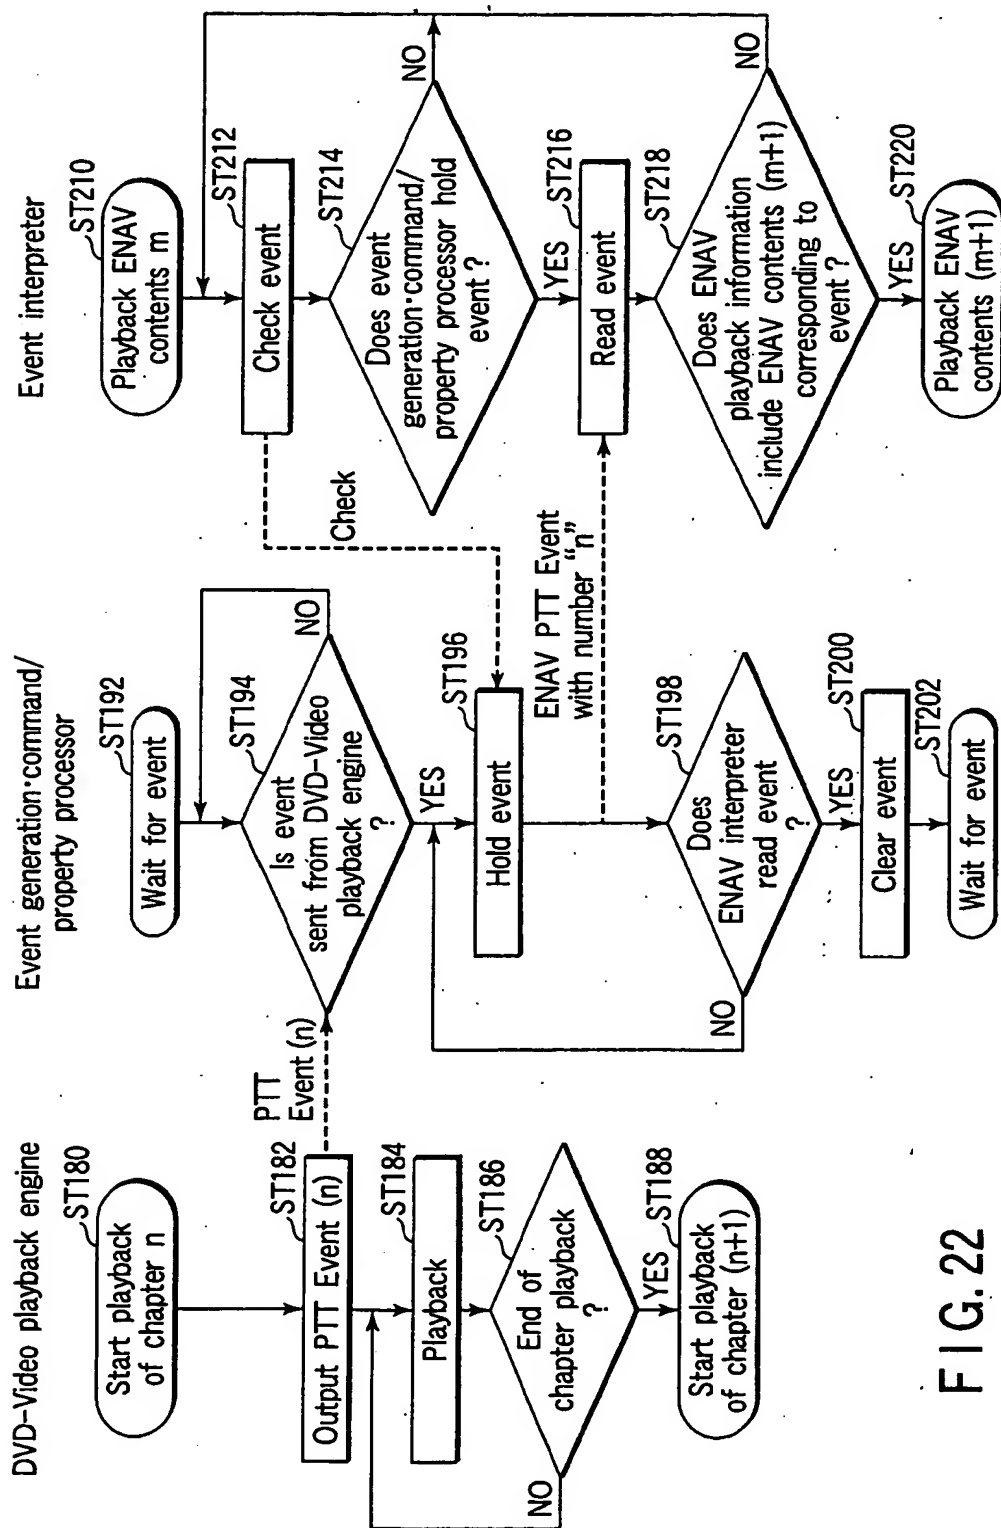 DVD-Video playback engine
ST180
Start playback
of chapter n
ST182
Output PTT Event (n)
ST184
Playback
ST186
End of
chapter playback
?
NO
YES
ST188
Start playback
of chapter (n+1)
PTT
Event (n)
Event generation·command/
property processor
ST192
Wait for event
ST194
Is event
sent from DVD-Video
playback engine
?
NO
YES
ST196
Hold event
ST198
Does
ENAV interpreter
read event
?
NO
YES
ST200
Clear event
ST202
Wait for event
Check
ENAV PTT Event
with number "n"
Event interpreter
ST210
Playback ENAV
contents m
ST212
Check event
ST214
Does event
generation·command/
property processor hold
event ?
NO
YES
ST216
Read event
ST218
Does ENAV
playback information
include ENAV contents (m+1)
corresponding to
event ?
NO
YES
ST220
Playback ENAV
contents (m+1)
FIG. 22